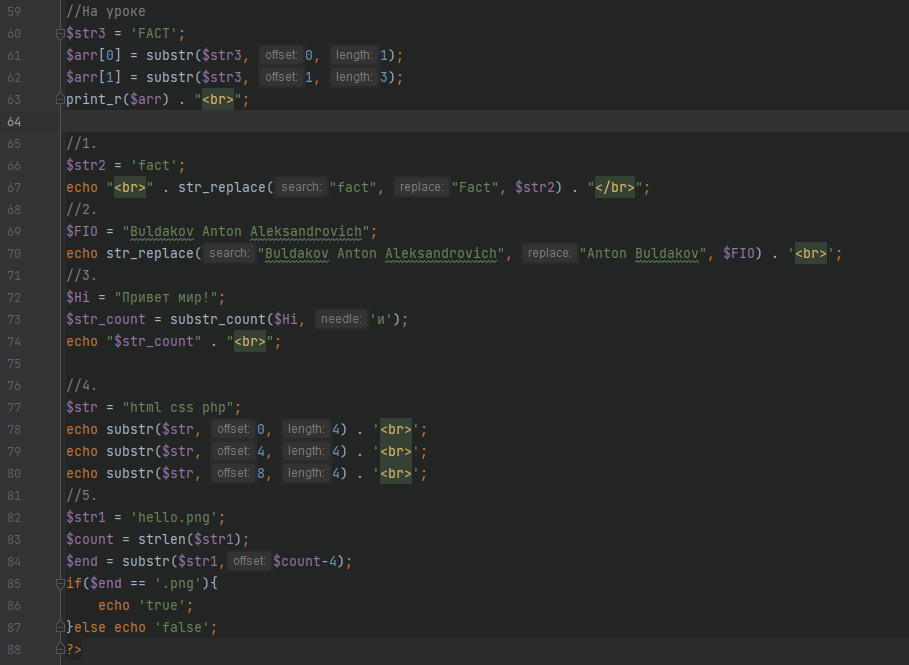 59 //На уроке
60 $str3 = 'FACT';
61 $arr[0] = substr($str3, offset: 0, length: 1);
62 $arr[1] = substr($str3, offset: 1, length: 3);
63 print_r($arr) . "<br>";
64
65 //1.
66 $str2 = 'fact';
67 echo "<br>" . str_replace( search: "fact", replace: "Fact", $str2) . "</br>";
68 //2.
69 $FIO = "Buldakov Anton Aleksandrovich";
70 echo str_replace( search: "Buldakov Anton Aleksandrovich", replace: "Anton Buldakov", $FIO) . '<br>';
71 //3.
72 $Hi = "Привет мир!";
73 $str_count = substr_count($Hi, needle: 'и');
74 echo "$str_count" . "<br>";
75
76 //4.
77 $str = "html css php";
78 echo substr($str, offset: 0, length: 4) . '<br>';
79 echo substr($str, offset: 4, length: 4) . '<br>';
80 echo substr($str, offset: 8, length: 4) . '<br>';
81 //5.
82 $str1 = 'hello.png';
83 $count = strlen($str1);
84 $end = substr($str1, offset: $count-4);
85 if($end == '.png'){
86 echo 'true';
87 }else echo 'false';
88 ?>